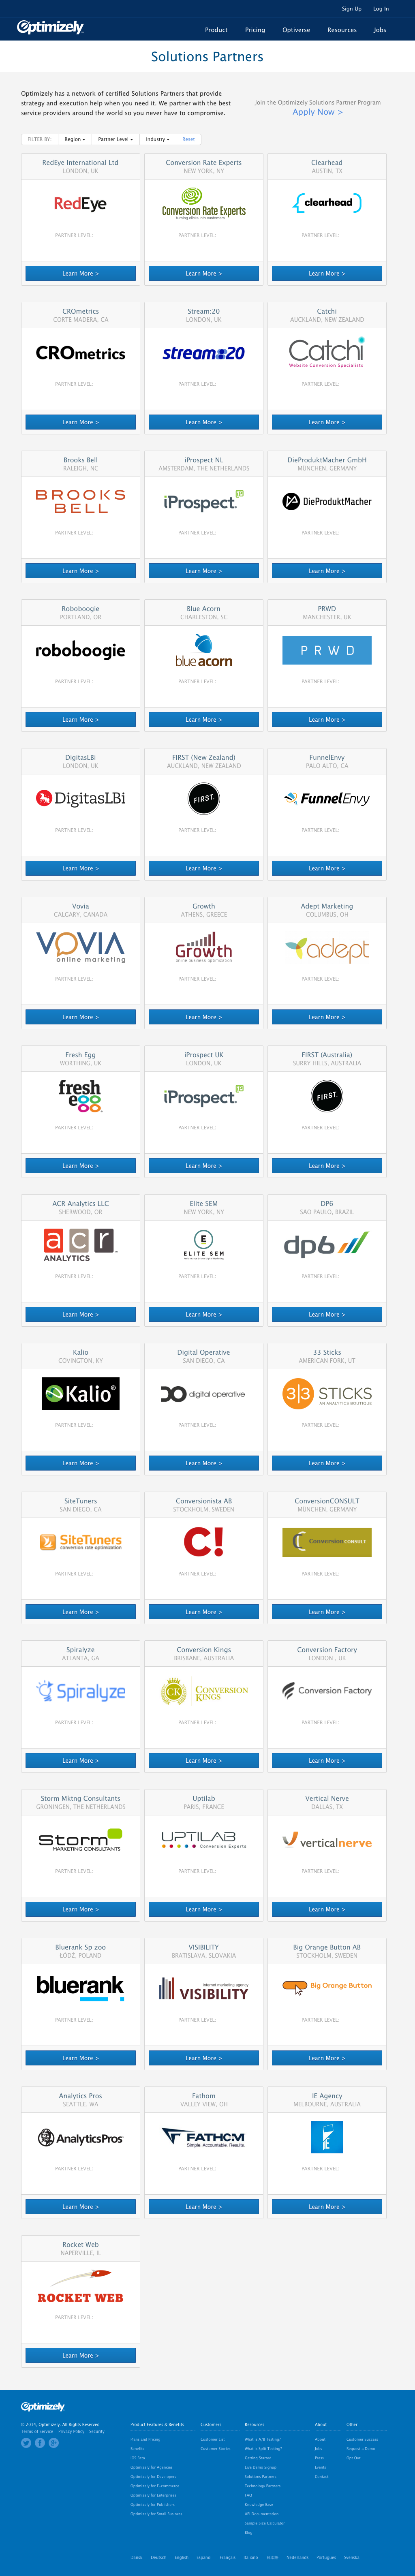 Sign Up Log In
Optimizely
Product Pricing Optiverse Resources Jobs
Solutions Partners
Optimizely has a network of certified Solutions Partners that provide
strategy and execution help when you need it. We partner with the best
service providers around the world so you never have to compromise.
Join the Optimizely Solutions Partner Program
Apply Now >
FILTER BY: Region Partner Level Industry Reset
RedEye International Ltd
LONDON, UK
RedEye
PARTNER LEVEL:
Learn More >
Conversion Rate Experts
NEW YORK, NY
Conversion Rate Experts
turning clicks into customers
PARTNER LEVEL:
Learn More >
Clearhead
AUSTIN, TX
clearhead
PARTNER LEVEL:
Learn More >
CROmetrics
CORTE MADERA, CA
CROmetrics
PARTNER LEVEL:
Learn More >
Stream:20
LONDON, UK
stream:20
PARTNER LEVEL:
Learn More >
Catchi
AUCKLAND, NEW ZEALAND
Catchi
Website Conversion Specialists
PARTNER LEVEL:
Learn More >
Brooks Bell
RALEIGH, NC
BROOKS
BELL
PARTNER LEVEL:
Learn More >
iProspect NL
AMSTERDAM, THE NETHERLANDS
iProspect
PARTNER LEVEL:
Learn More >
DieProduktMacher GmbH
MÜNCHEN, GERMANY
DieProduktMacher
PARTNER LEVEL:
Learn More >
Roboboogie
PORTLAND, OR
roboboogie
PARTNER LEVEL:
Learn More >
Blue Acorn
CHARLESTON, SC
blue acorn
PARTNER LEVEL:
Learn More >
PRWD
MANCHESTER, UK
PRWD
PARTNER LEVEL:
Learn More >
DigitasLBi
LONDON, UK
DigitasLBi
PARTNER LEVEL:
Learn More >
FIRST (New Zealand)
AUCKLAND, NEW ZEALAND
FIRST.
PARTNER LEVEL:
Learn More >
FunnelEnvy
PALO ALTO, CA
FunnelEnvy
PARTNER LEVEL:
Learn More >
Vovia
CALGARY, CANADA
VOVIA
online marketing
PARTNER LEVEL:
Learn More >
Growth
ATHENS, GREECE
Growth
online business optimization
PARTNER LEVEL:
Learn More >
Adept Marketing
COLUMBUS, OH
adept
PARTNER LEVEL:
Learn More >
Fresh Egg
WORTHING, UK
fresh
egg
PARTNER LEVEL:
Learn More >
iProspect UK
LONDON, UK
iProspect
PARTNER LEVEL:
Learn More >
FIRST (Australia)
SURRY HILLS, AUSTRALIA
FIRST.
PARTNER LEVEL:
Learn More >
ACR Analytics LLC
SHERWOOD, OR
acr
ANALYTICS
PARTNER LEVEL:
Learn More >
Elite SEM
NEW YORK, NY
E
ELITE SEM
PARTNER LEVEL:
Learn More >
DP6
SÃO PAULO, BRAZIL
dp6
PARTNER LEVEL:
Learn More >
Kalio
COVINGTON, KY
Kalio®
PARTNER LEVEL:
Learn More >
Digital Operative
SAN DIEGO, CA
digital operative
PARTNER LEVEL:
Learn More >
33 Sticks
AMERICAN FORK, UT
3|3 STICKS
AN ANALYTICS BOUTIQUE
PARTNER LEVEL:
Learn More >
SiteTuners
SAN DIEGO, CA
SiteTuners
conversion rate optimization
PARTNER LEVEL:
Learn More >
Conversionista AB
STOCKHOLM, SWEDEN
C!
PARTNER LEVEL:
Learn More >
ConversionCONSULT
MÜNCHEN, GERMANY
ConversionCONSULT
PARTNER LEVEL:
Learn More >
Spiralyze
ATLANTA, GA
Spiralyze
PARTNER LEVEL:
Learn More >
Conversion Kings
BRISBANE, AUSTRALIA
CK CONVERSION
KINGS
PARTNER LEVEL:
Learn More >
Conversion Factory
LONDON , UK
Conversion Factory
PARTNER LEVEL:
Learn More >
Storm Mktng Consultants
GRONINGEN, THE NETHERLANDS
Storm
MARKETING CONSULTANTS
PARTNER LEVEL:
Learn More >
Uptilab
PARIS, FRANCE
UPTILAB
Conversion Experts
PARTNER LEVEL:
Learn More >
Vertical Nerve
DALLAS, TX
verticalnerve
PARTNER LEVEL:
Learn More >
Bluerank Sp zoo
ŁÓDŹ, POLAND
bluerank
PARTNER LEVEL:
Learn More >
VISIBILITY
BRATISLAVA, SLOVAKIA
internet marketing agency
VISIBILITY
PARTNER LEVEL:
Learn More >
Big Orange Button AB
STOCKHOLM, SWEDEN
Big Orange Button
PARTNER LEVEL:
Learn More >
Analytics Pros
SEATTLE, WA
AnalyticsPros
PARTNER LEVEL:
Learn More >
Fathom
VALLEY VIEW, OH
FATHOM
Simple. Accountable. Results.
PARTNER LEVEL:
Learn More >
IE Agency
MELBOURNE, AUSTRALIA
PARTNER LEVEL:
Learn More >
Rocket Web
NAPERVILLE, IL
ROCKET WEB
PARTNER LEVEL:
Learn More >
Optimizely
© 2014, Optimizely. All Rights Reserved
Terms of Service Privacy Policy Security
Product Features & Benefits
Plans and Pricing
Benefits
iOS Beta
Optimizely for Agencies
Optimizely for Developers
Optimizely for E-commerce
Optimizely for Enterprises
Optimizely for Publishers
Optimizely for Small Business
Customers
Customer List
Customer Stories
Resources
What is A/B Testing?
What is Split Testing?
Getting Started
Live Demo Signup
Solutions Partners
Technology Partners
FAQ
Knowledge Base
API Documentation
Sample Size Calculator
Blog
About
About
Jobs
Press
Events
Contact
Other
Customer Success
Request a Demo
Opt Out
Dansk Deutsch English Español Français Italiano 日本語 Nederlands Português Svenska